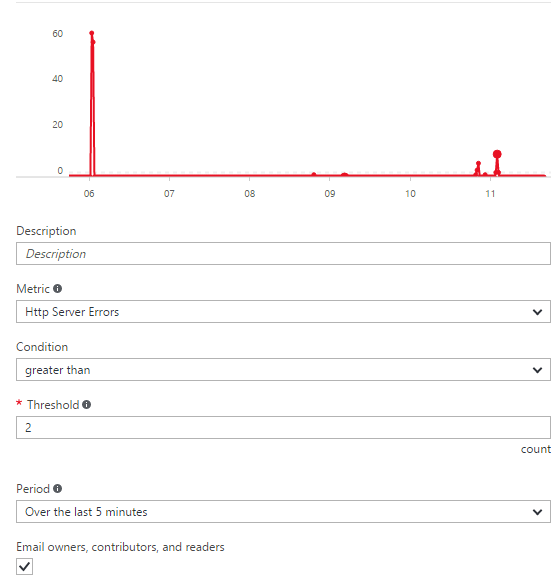 60
40
20
0
06 07 08 09 10 11
Description
Description
Metric
Http Server Errors
Condition
greater than
* Threshold
2
count
Period
Over the last 5 minutes
Email owners, contributors, and readers